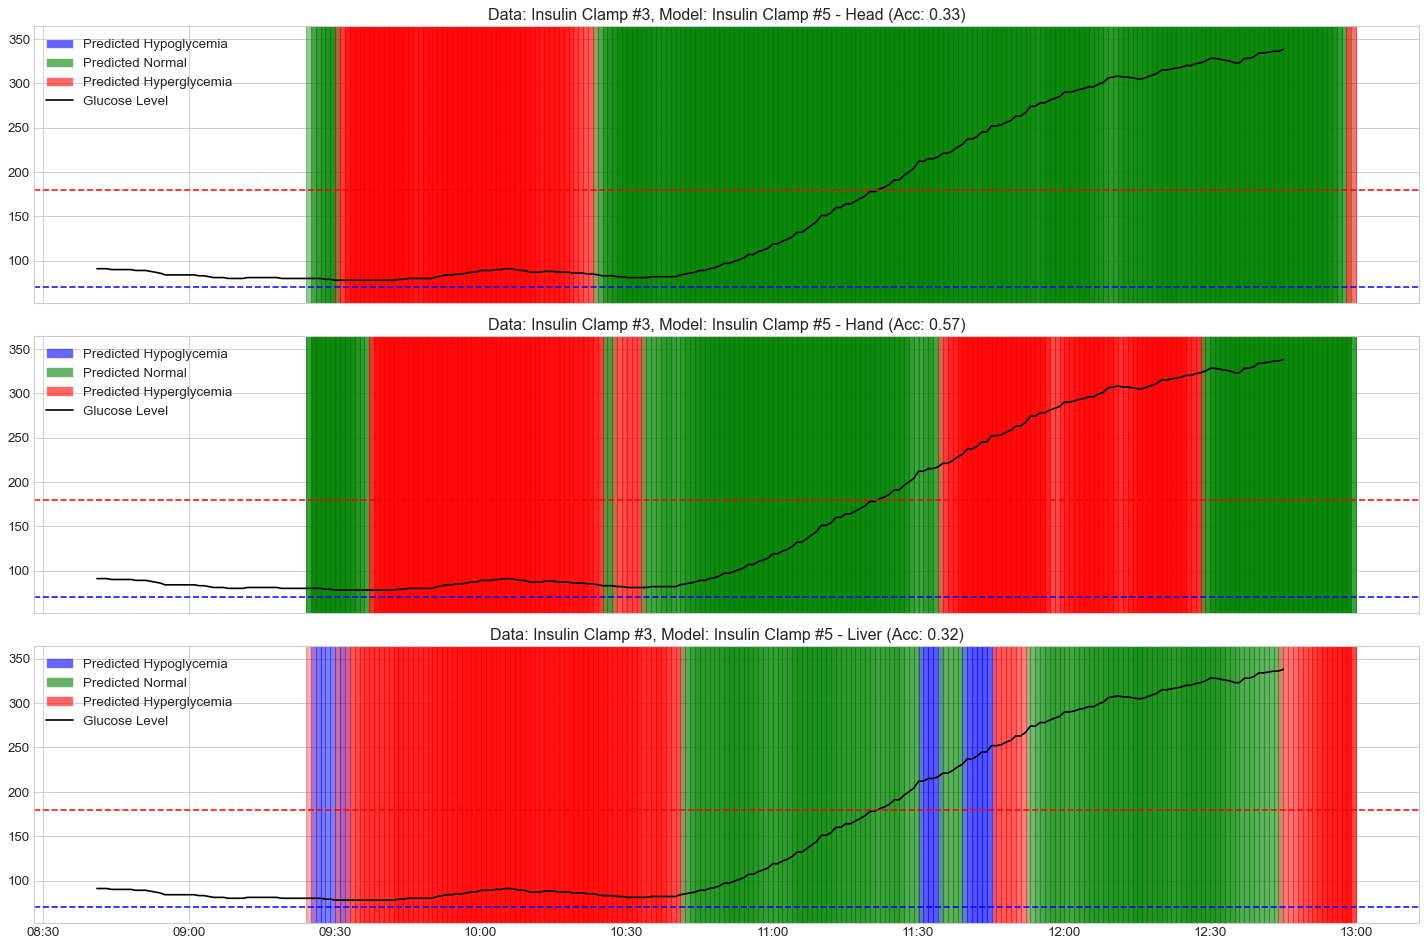 Data: Insulin Clamp #3, Model: Insulin Clamp #5 - Head (Acc: 0.33)
350
300
250
200
150
100
Predicted Hypoglycemia
Predicted Normal
Predicted Hyperglycemia
Glucose Level
Data: Insulin Clamp #3, Model: Insulin Clamp #5 - Hand (Acc: 0.57)
350
300
250
200
150
100
Predicted Hypoglycemia
Predicted Normal
Predicted Hyperglycemia
Glucose Level
Data: Insulin Clamp #3, Model: Insulin Clamp #5 - Liver (Acc: 0.32)
350
300
250
200
150
100
Predicted Hypoglycemia
Predicted Normal
Predicted Hyperglycemia
Glucose Level
08:30 09:00 09:30 10:00 10:30 11:00 11:30 12:00 12:30 13:00